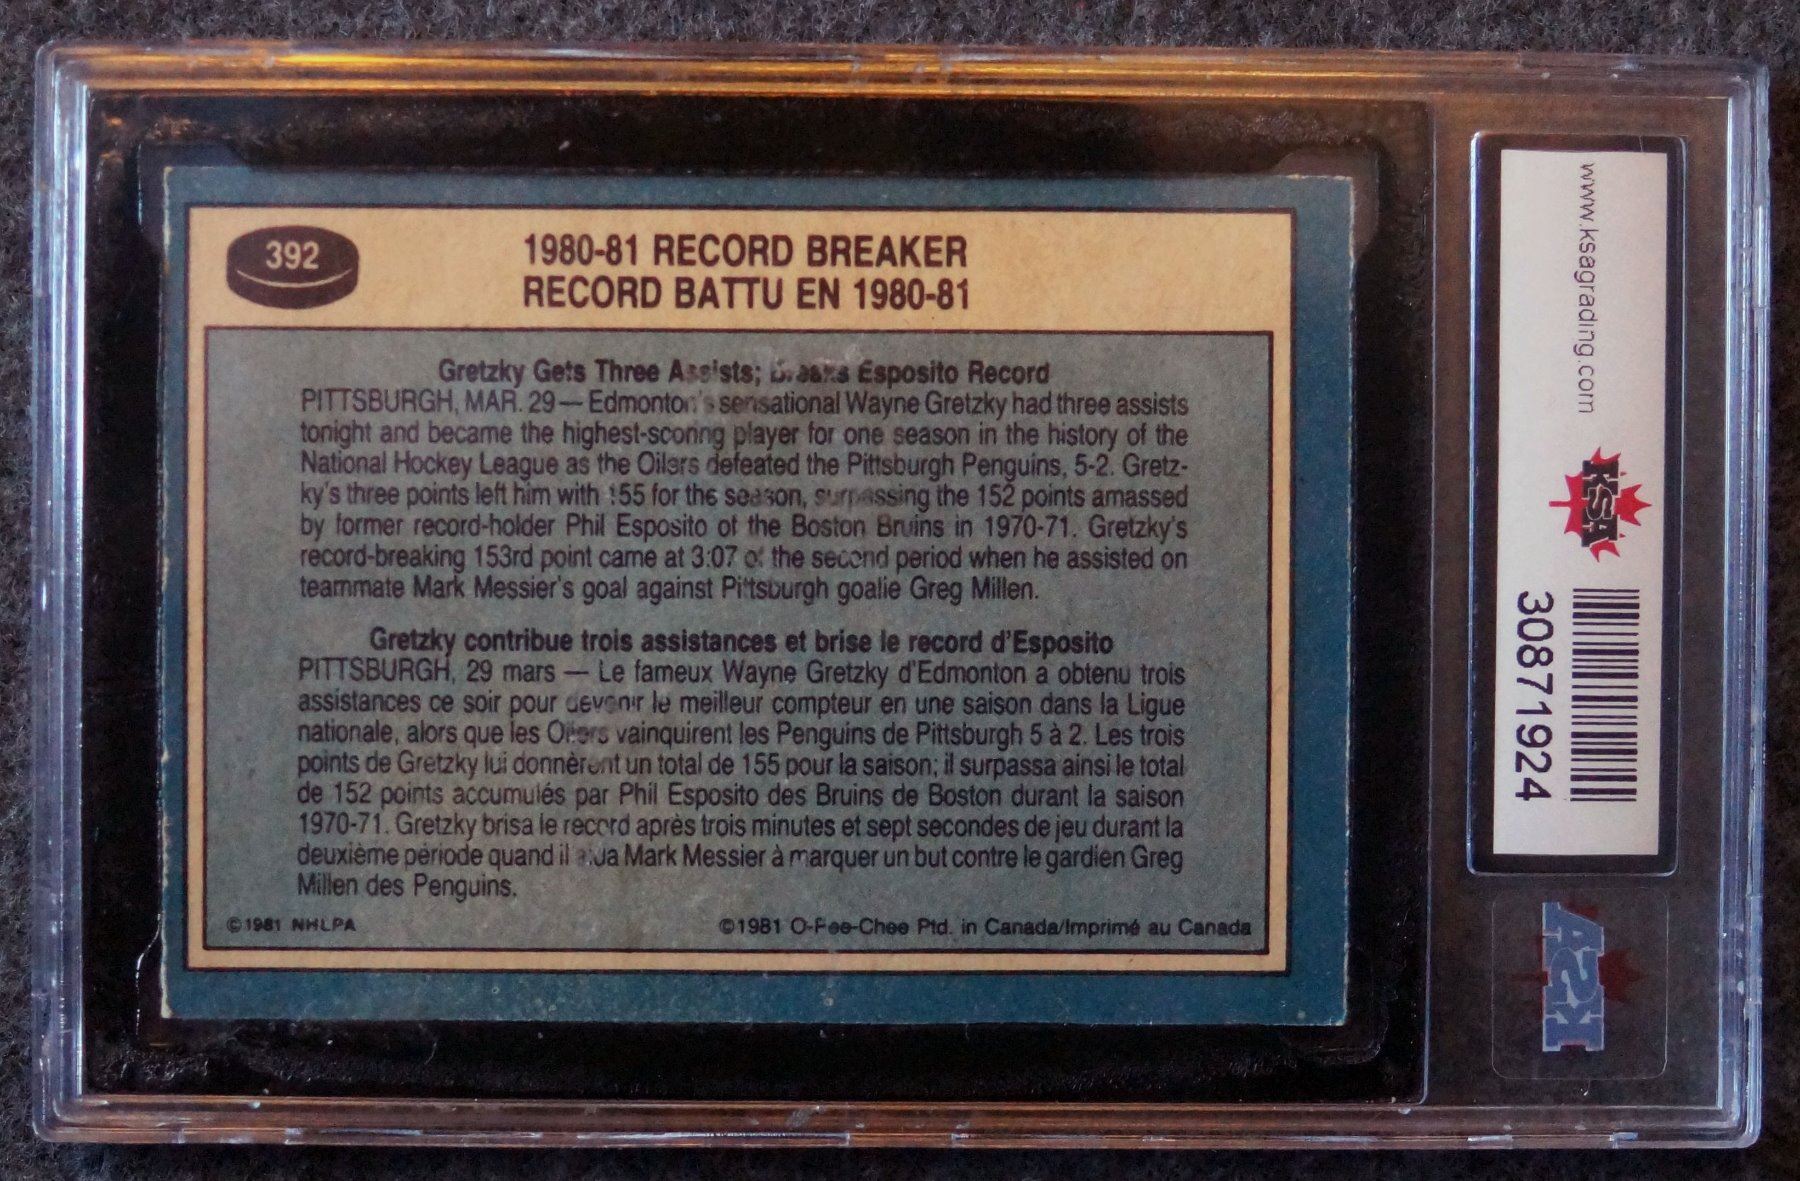 392
1980-81 RECORD BREAKER
RECORD BATTU EN 1980-81
Gretzky Gets Three Assists; Breaks Esposito Record
PITTSBURGH, MAR. 29 — Edmonton's sensational Wayne Gretzky had three assists
tonight and became the highest-scoring player for one season in the history of the
National Hockey League as the Oilers defeated the Pittsburgh Penguins, 5-2. Gretz-
ky's three points left him with 155 for the season, surpassing the 152 points amassed
by former record-holder Phil Esposito of the Boston Bruins in 1970-71. Gretzky's
record-breaking 153rd point came at 3:07 of the second period when he assisted on
teammate Mark Messier's goal against Pittsburgh goalie Greg Millen.
Gretzky contribue trois assistances et brise le record d'Esposito
PITTSBURGH, 29 mars — Le fameux Wayne Gretzky d'Edmonton a obtenu trois
assistances ce soir pour devenir le meilleur compteur en une saison dans la Ligue
nationale, alors que les Oilers vainquirent les Penguins de Pittsburgh 5 à 2. Les trois
points de Gretzky lui donnèrent un total de 155 pour la saison; il surpassa ainsi le total
de 152 points accumulés par Phil Esposito des Bruins de Boston durant la saison
1970-71. Gretzky brisa le record après trois minutes et sept secondes de jeu durant la
deuxième période quand il aida Mark Messier à marquer un but contre le gardien Greg
Millen des Penguins.
©1981 NHLPA
©1981 O-Pee-Chee Ptd. in Canada/Imprimé au Canada
www.ksagrading.com
KSA
30871924
KSA